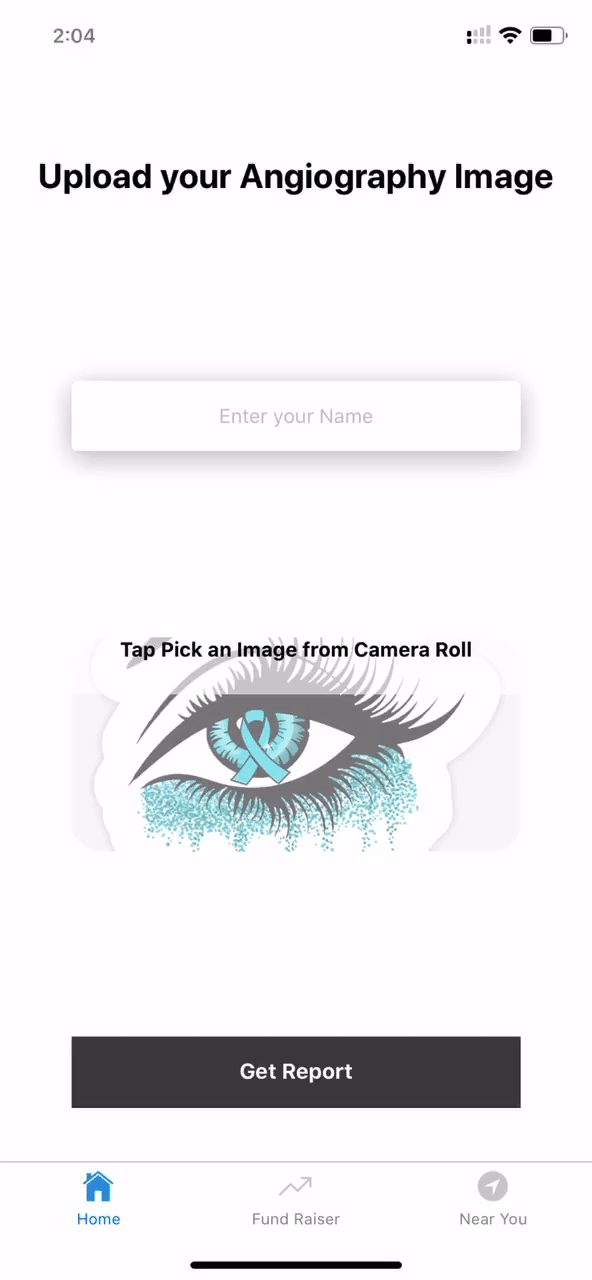 2:04
Upload your Angiography Image
Enter your Name
Tap Pick an Image from Camera Roll
Get Report
Home
Fund Raiser
Near You